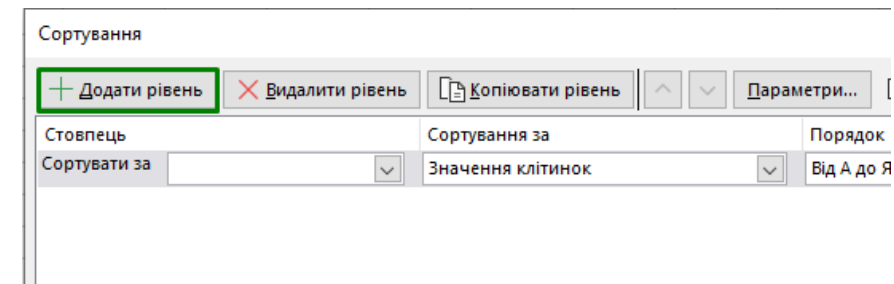 Сортування
Додати рівень Видалити рівень Копіювати рівень Параметри...
Стовпець Сортування за Порядок
Сортувати за Значення клітинок Від А до Я